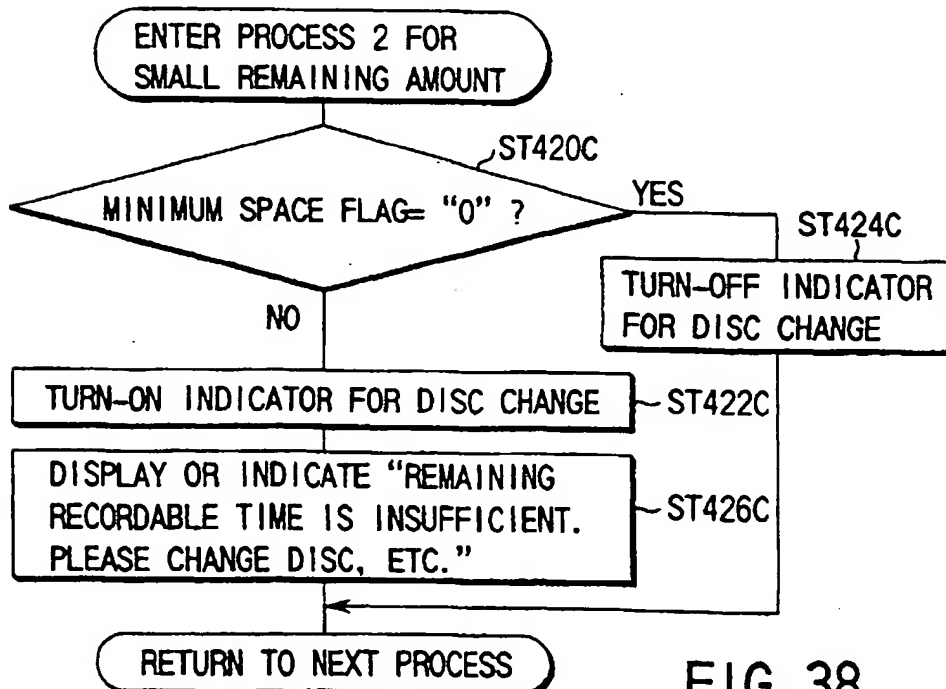 ENTER PROCESS 2 FOR
SMALL REMAINING AMOUNT
ST420C
MINIMUM SPACE FLAG= "0" ?
YES
ST424C
TURN-OFF INDICATOR
FOR DISC CHANGE
NO
TURN-ON INDICATOR FOR DISC CHANGE
ST422C
DISPLAY OR INDICATE "REMAINING
RECORDABLE TIME IS INSUFFICIENT.
PLEASE CHANGE DISC, ETC."
ST426C
RETURN TO NEXT PROCESS
FIG. 38